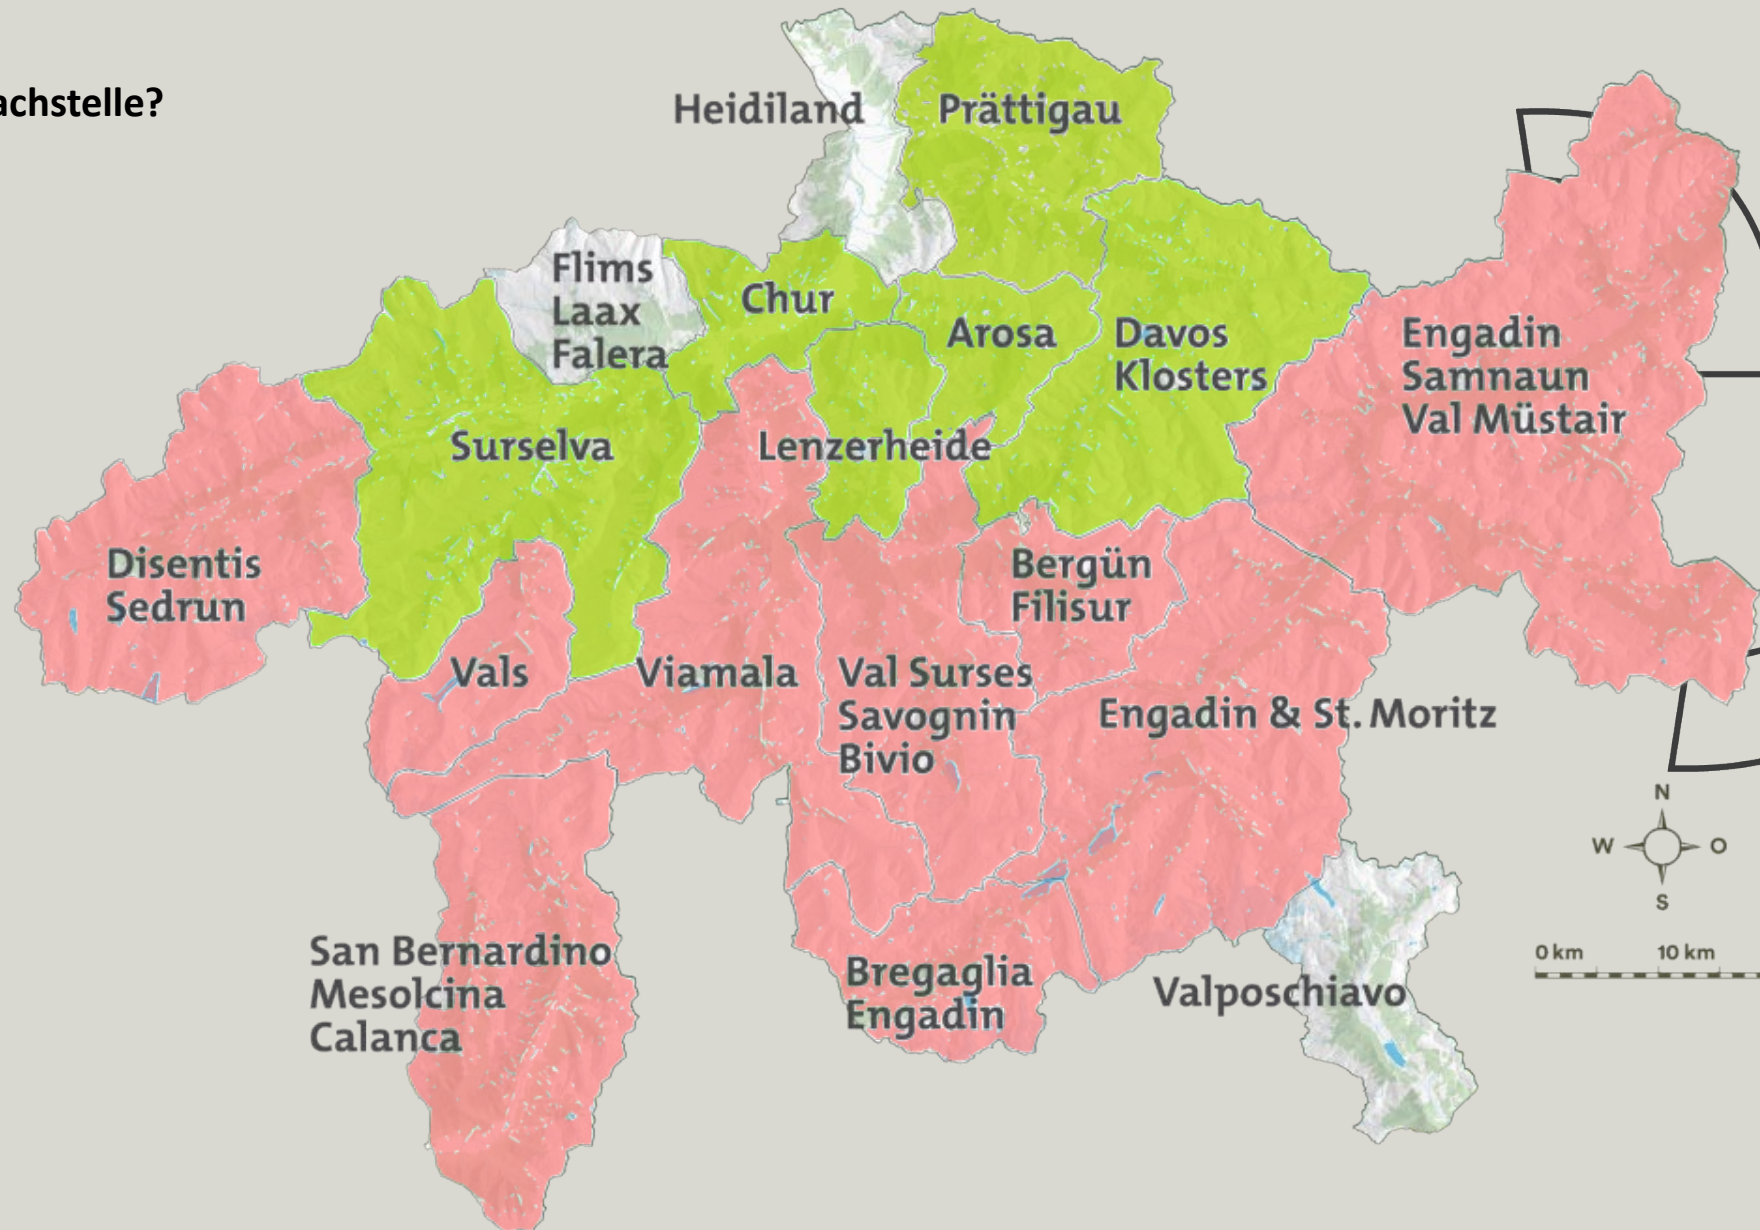 achstelle?
Heidiland
Prättigau
Flims
Laax
Falera
Chur
Arosa
Davos
Klosters
Engadin
Samnaun
Val Müstair
Surselva
Lenzerheide
Disentis
Sedrun
Bergün
Filisur
Vals
Viamala
Val Surses
Savognin
Bivio
Engadin & St. Moritz
N
W
O
S
0 km 10 km
San Bernardino
Mesolcina
Calanca
Bregaglia
Engadin
Valposchiavo